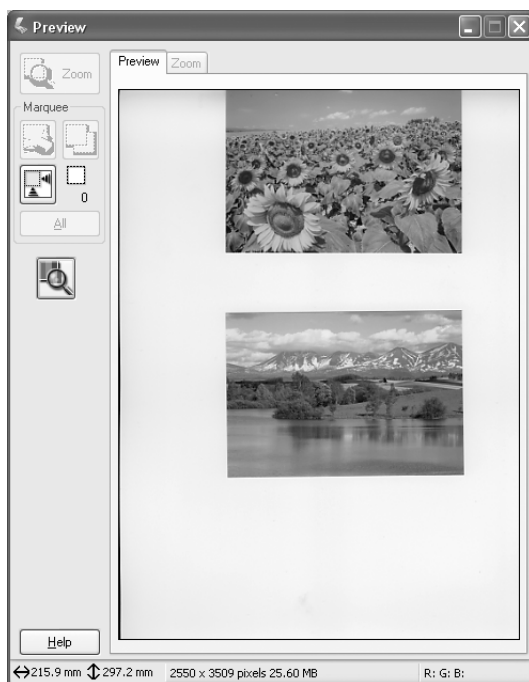 Preview
Zoom
Preview Zoom
Marquee
0
All
Help
215.9 mm 297.2 mm 2550 x 3509 pixels 25.60 MB R: G: B: